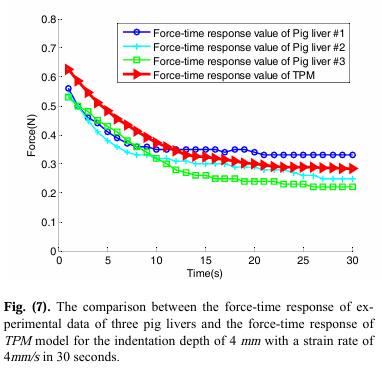 0.8
0.7
0.6
0.5
0.4
0.3
0.2
0.1
0
Force(N)
Force-time response value of Pig liver #1
Force-time response value of Pig liver #2
Force-time response value of Pig liver #3
Force-time response value of TPM
0 5 10 15 20 25 30
Time(s)
Fig. (7). The comparison between the force-time response of ex-
perimental data of three pig livers and the force-time response of
TPM model for the indentation depth of 4 mm with a strain rate of
4mm/s in 30 seconds.